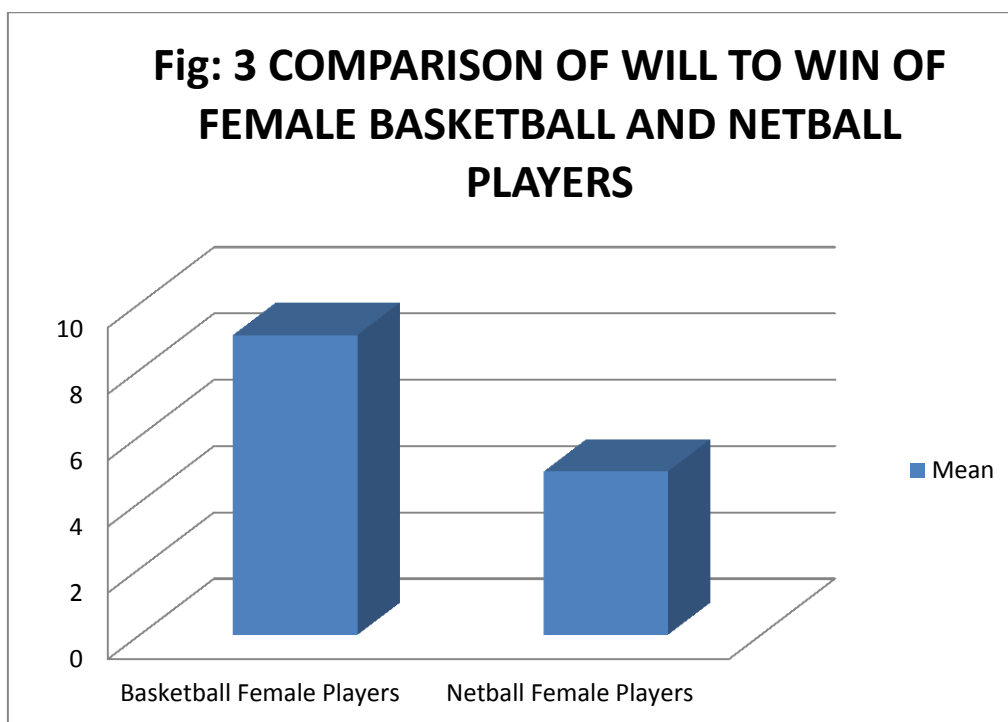 Fig: 3 COMPARISON OF WILL TO WIN OF
FEMALE BASKETBALL AND NETBALL
PLAYERS
10
8
6
4
2
0
Basketball Female Players
Netball Female Players
Mean